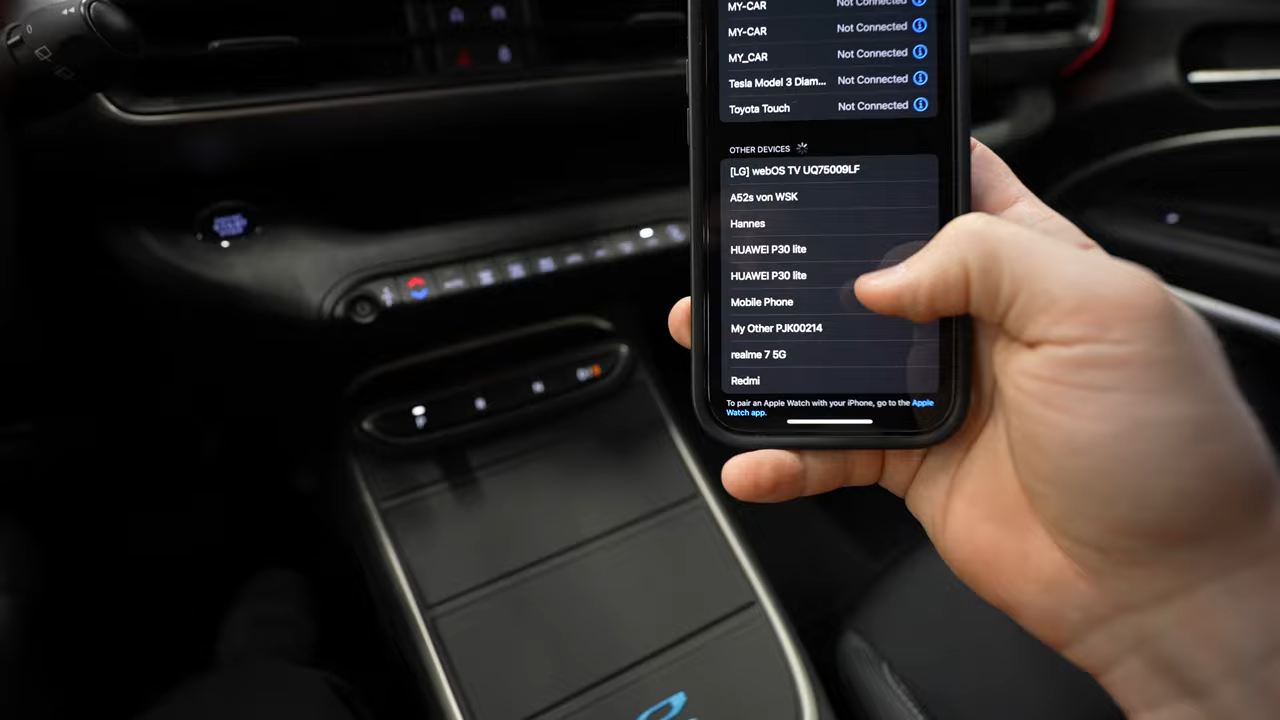 MY-CAR Not Connected
MY-CAR Not Connected
MY_CAR Not Connected
Tesla Model 3 Diam... Not Connected
Toyota Touch Not Connected
OTHER DEVICES
[LG] webOS TV UQ75009LF
A52s von WSK
Hannes
HUAWEI P30 lite
HUAWEI P30 lite
Mobile Phone
My Other PJK00214
realme 7 5G
Redmi
To pair an Apple Watch with your iPhone, go to the Apple
Watch app.